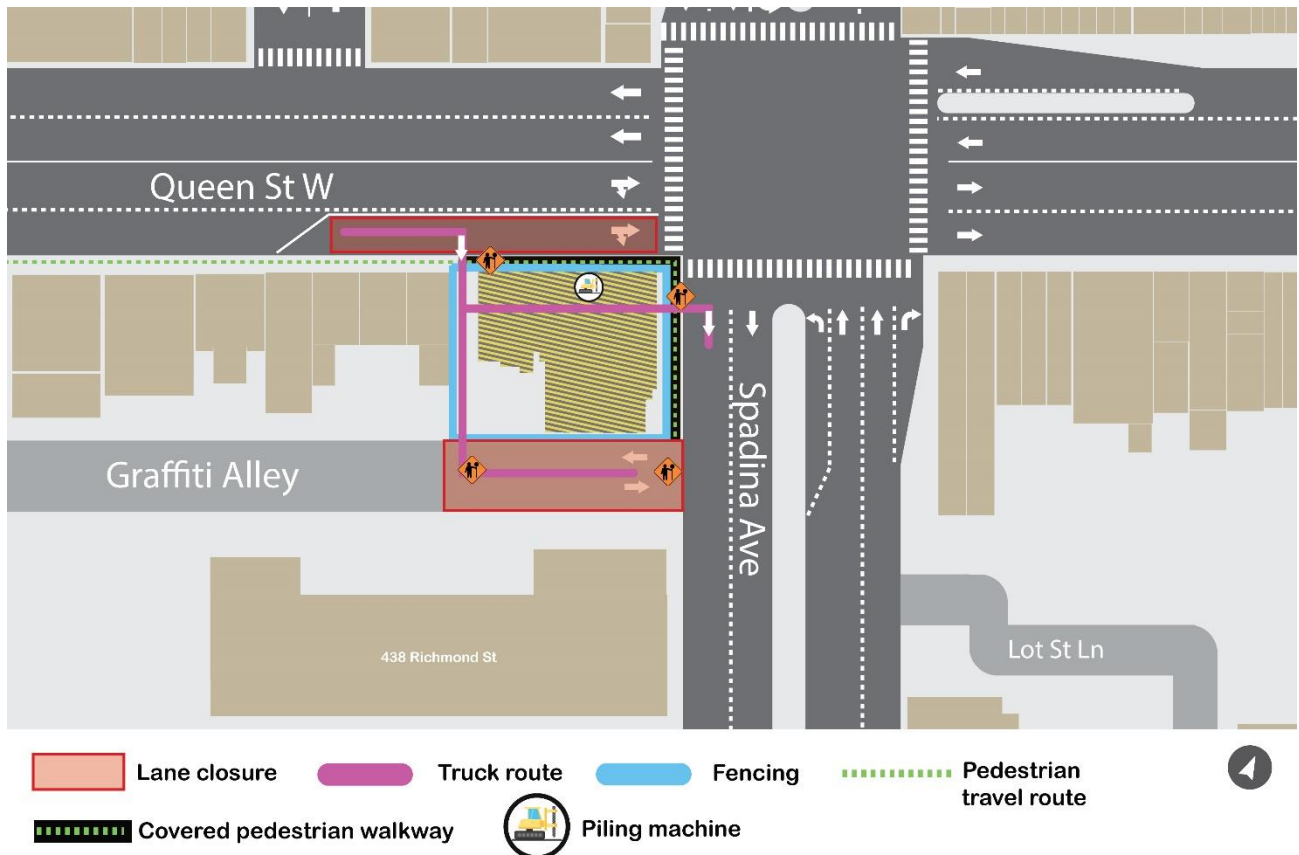 Queen St W
Spadina Ave
Graffiti Alley
438 Richmond St
Lot St Ln
Lane closure
Truck route
Fencing
Pedestrian
travel route
Covered pedestrian walkway
Piling machine